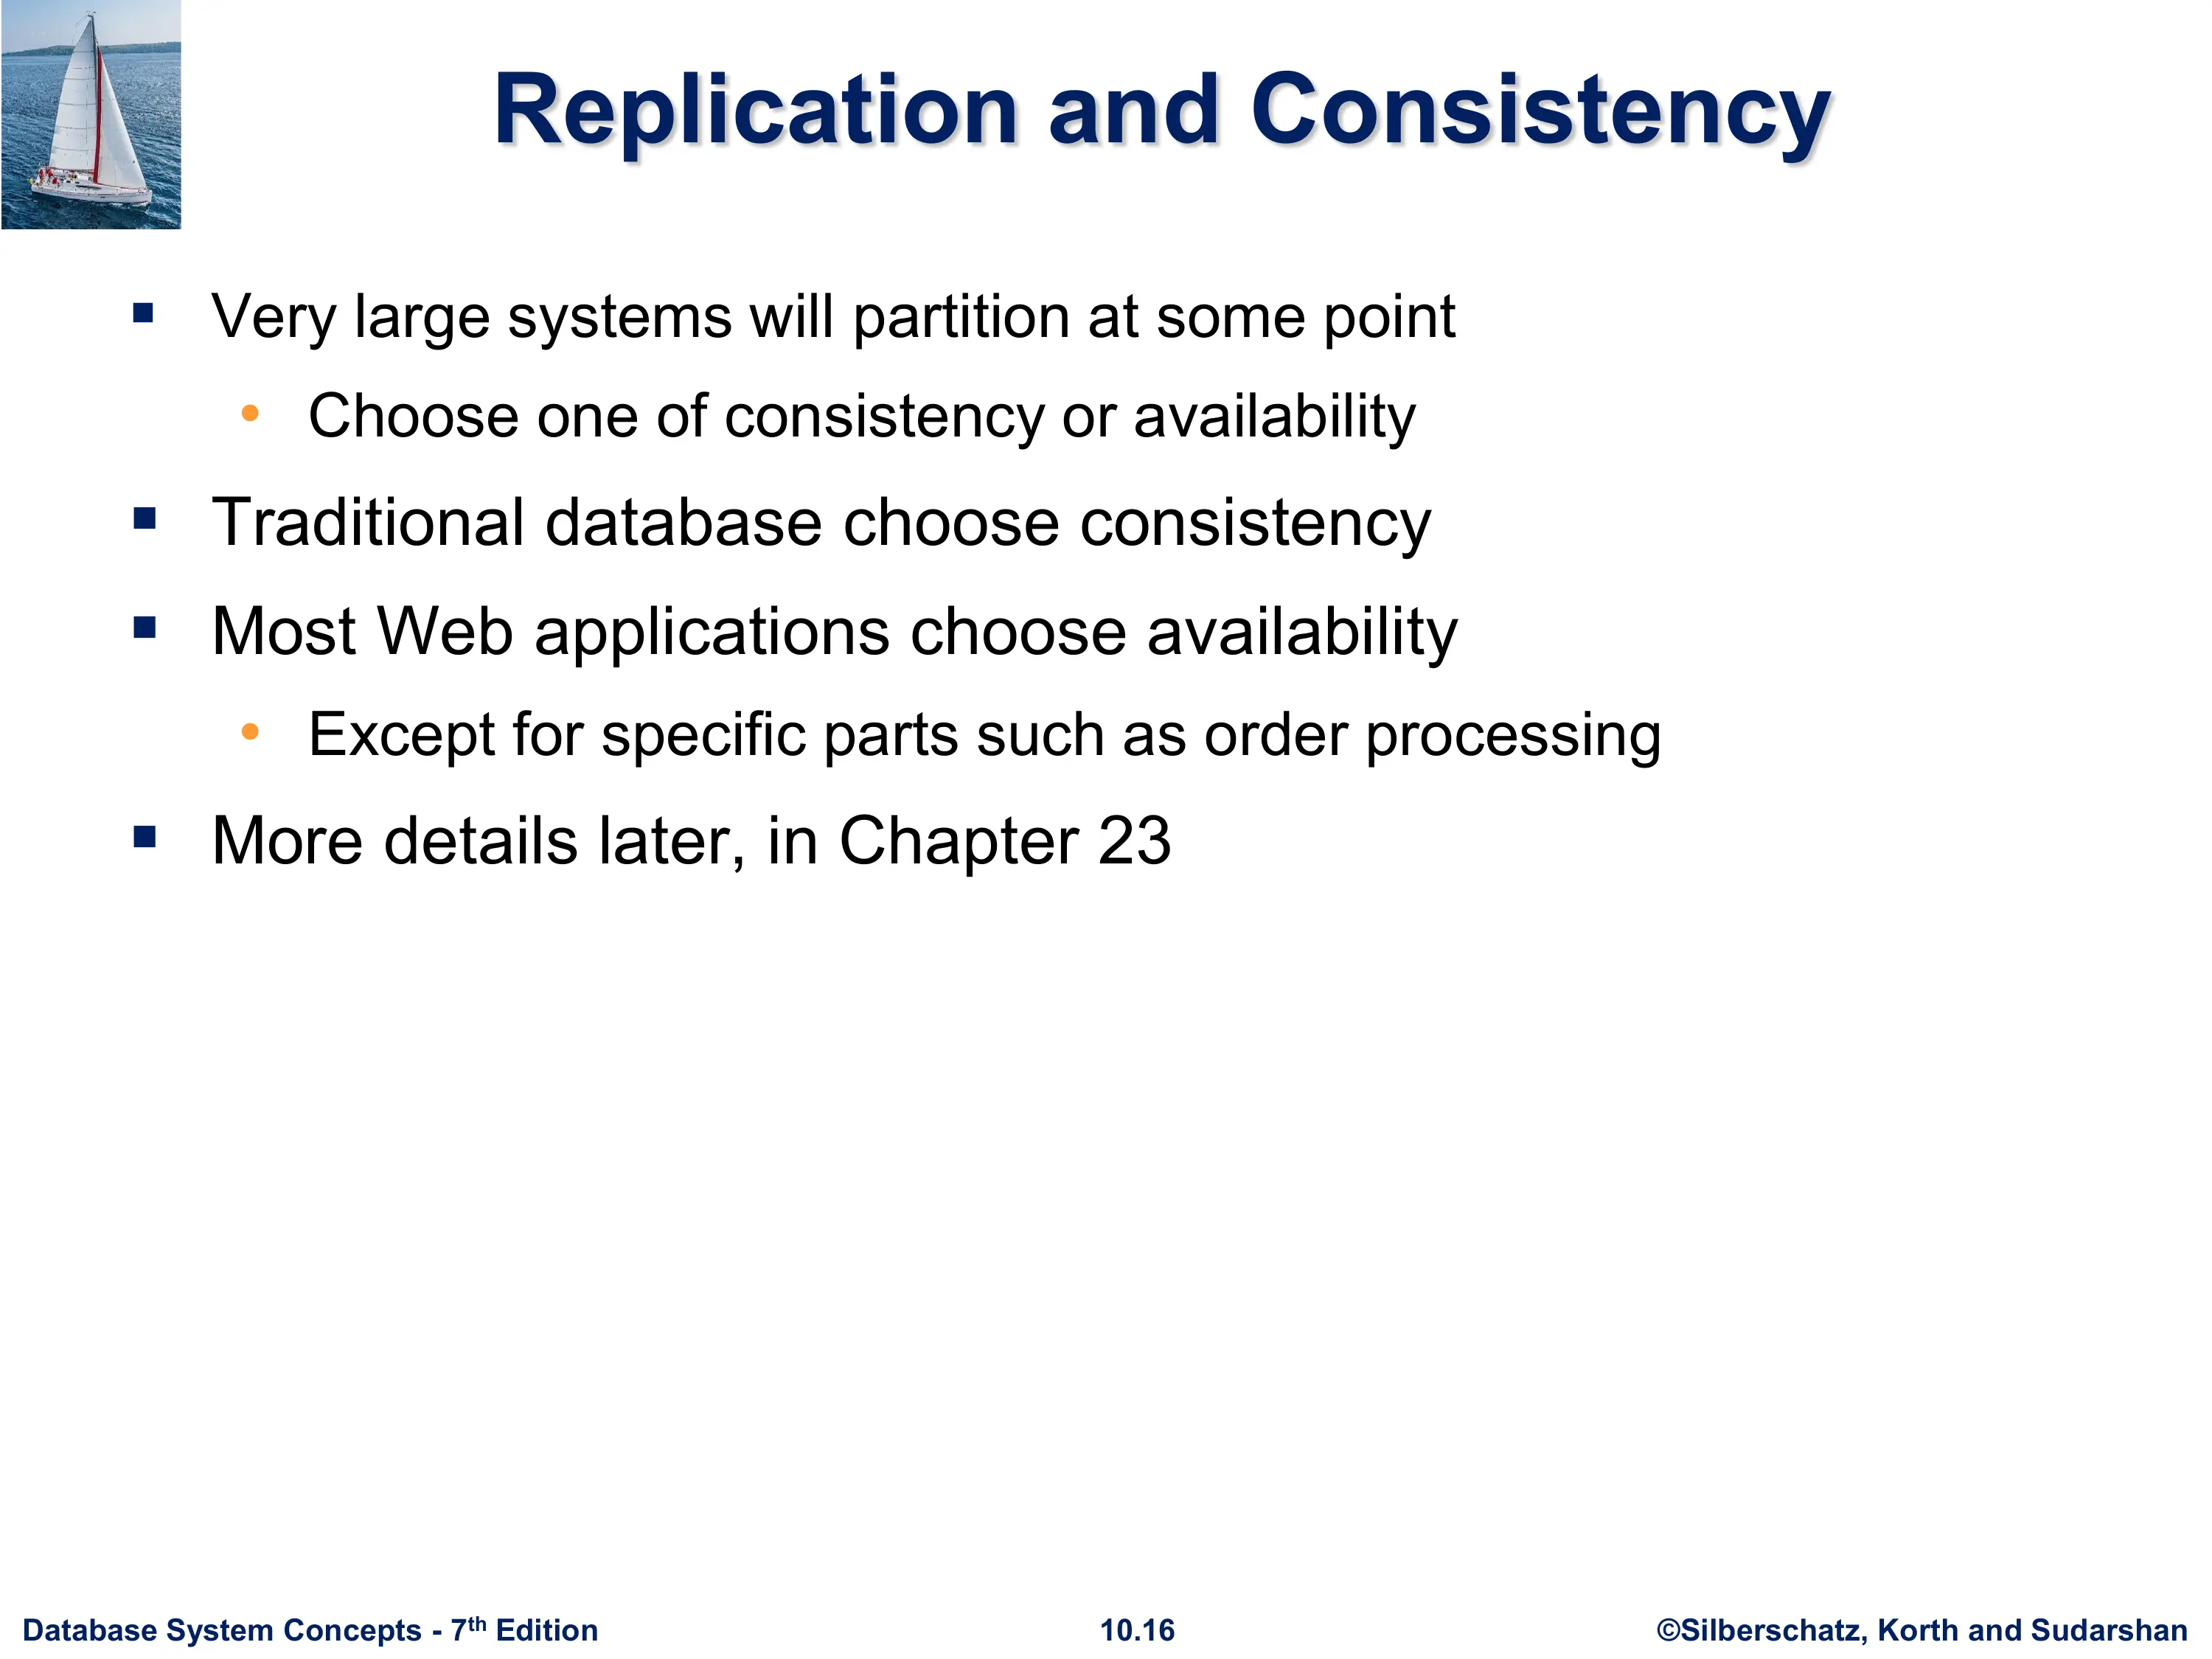 Replication and Consistency
▪ Very large systems will partition at some point
• Choose one of consistency or availability
▪ Traditional database choose consistency
▪ Most Web applications choose availability
• Except for specific parts such as order processing
▪ More details later, in Chapter 23
Database System Concepts - 7th Edition 10.16 ©Silberschatz, Korth and Sudarshan